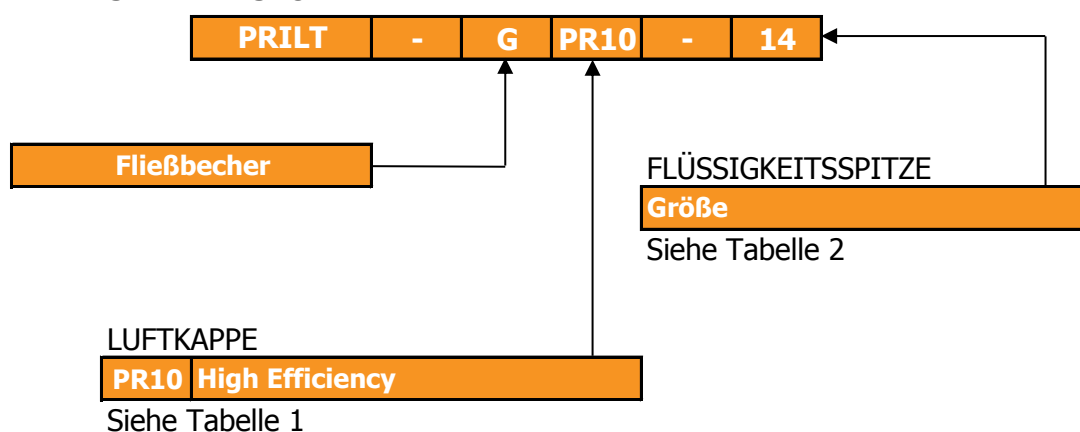 PRILT - G PR10 - 14
Fließbecher
FLÜSSIGKEITSSPITZE
Größe
Siehe Tabelle 2
LUFTKAPPE
PR10 High Efficiency
Siehe Tabelle 1